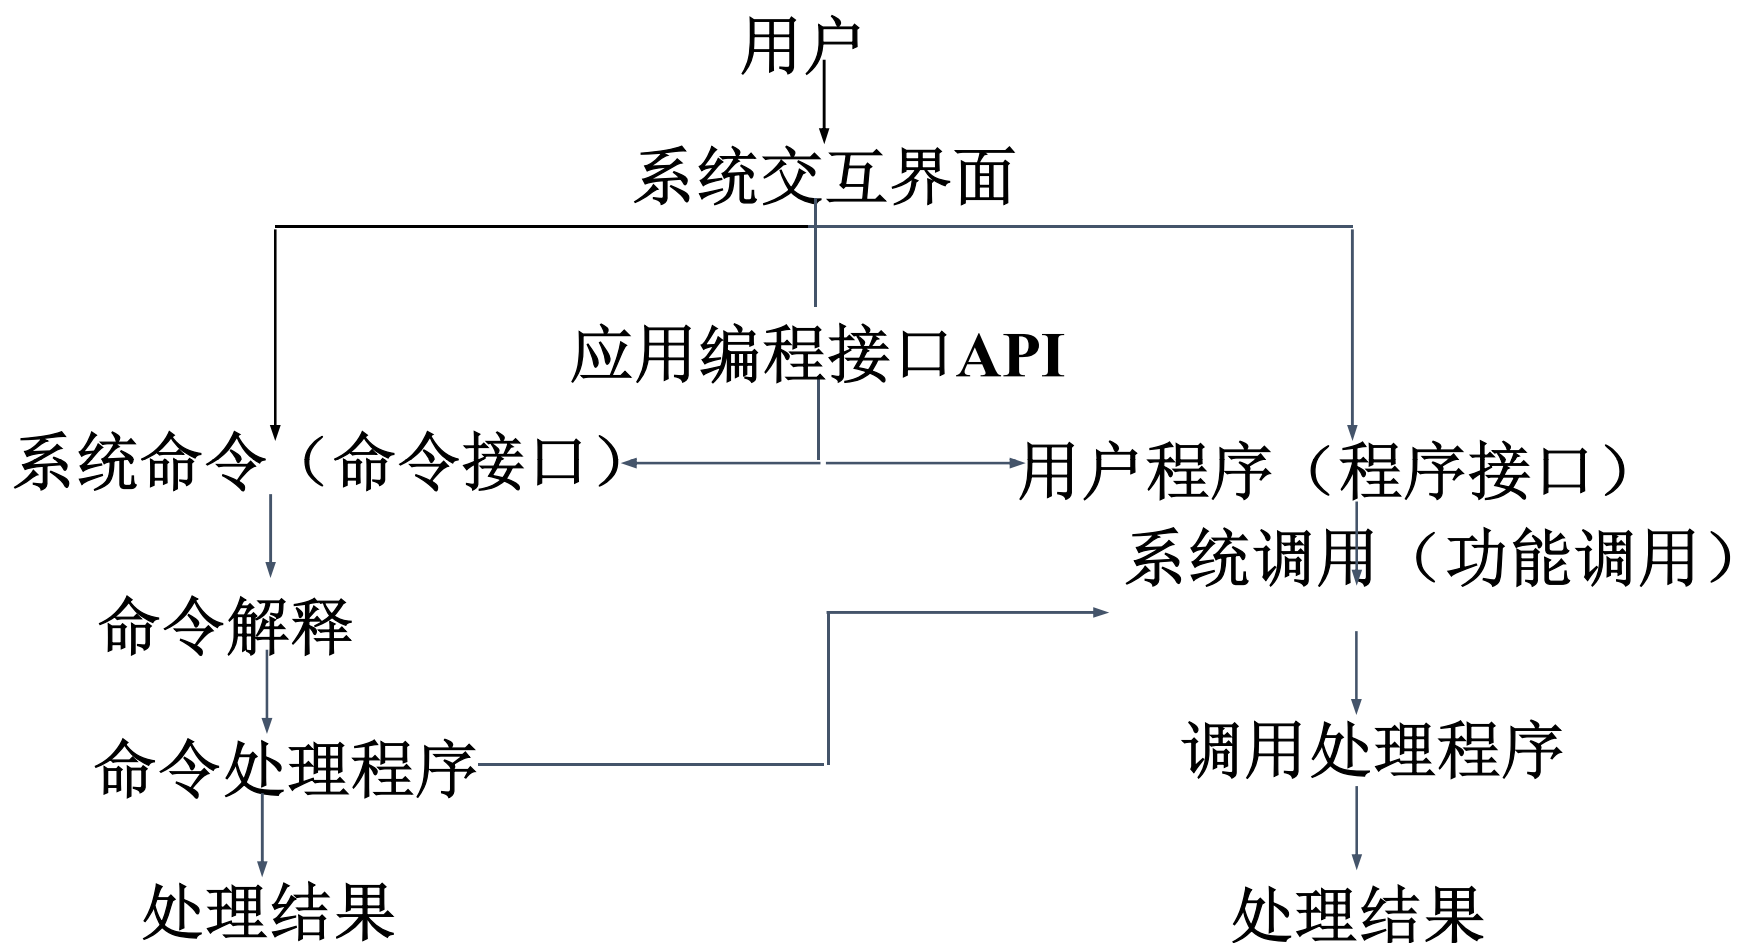 用户
系统交互界面
应用编程接口API
系统命令（命令接口）
用户程序（程序接口）
系统调用（功能调用）
命令解释
命令处理程序
调用处理程序
处理结果
处理结果